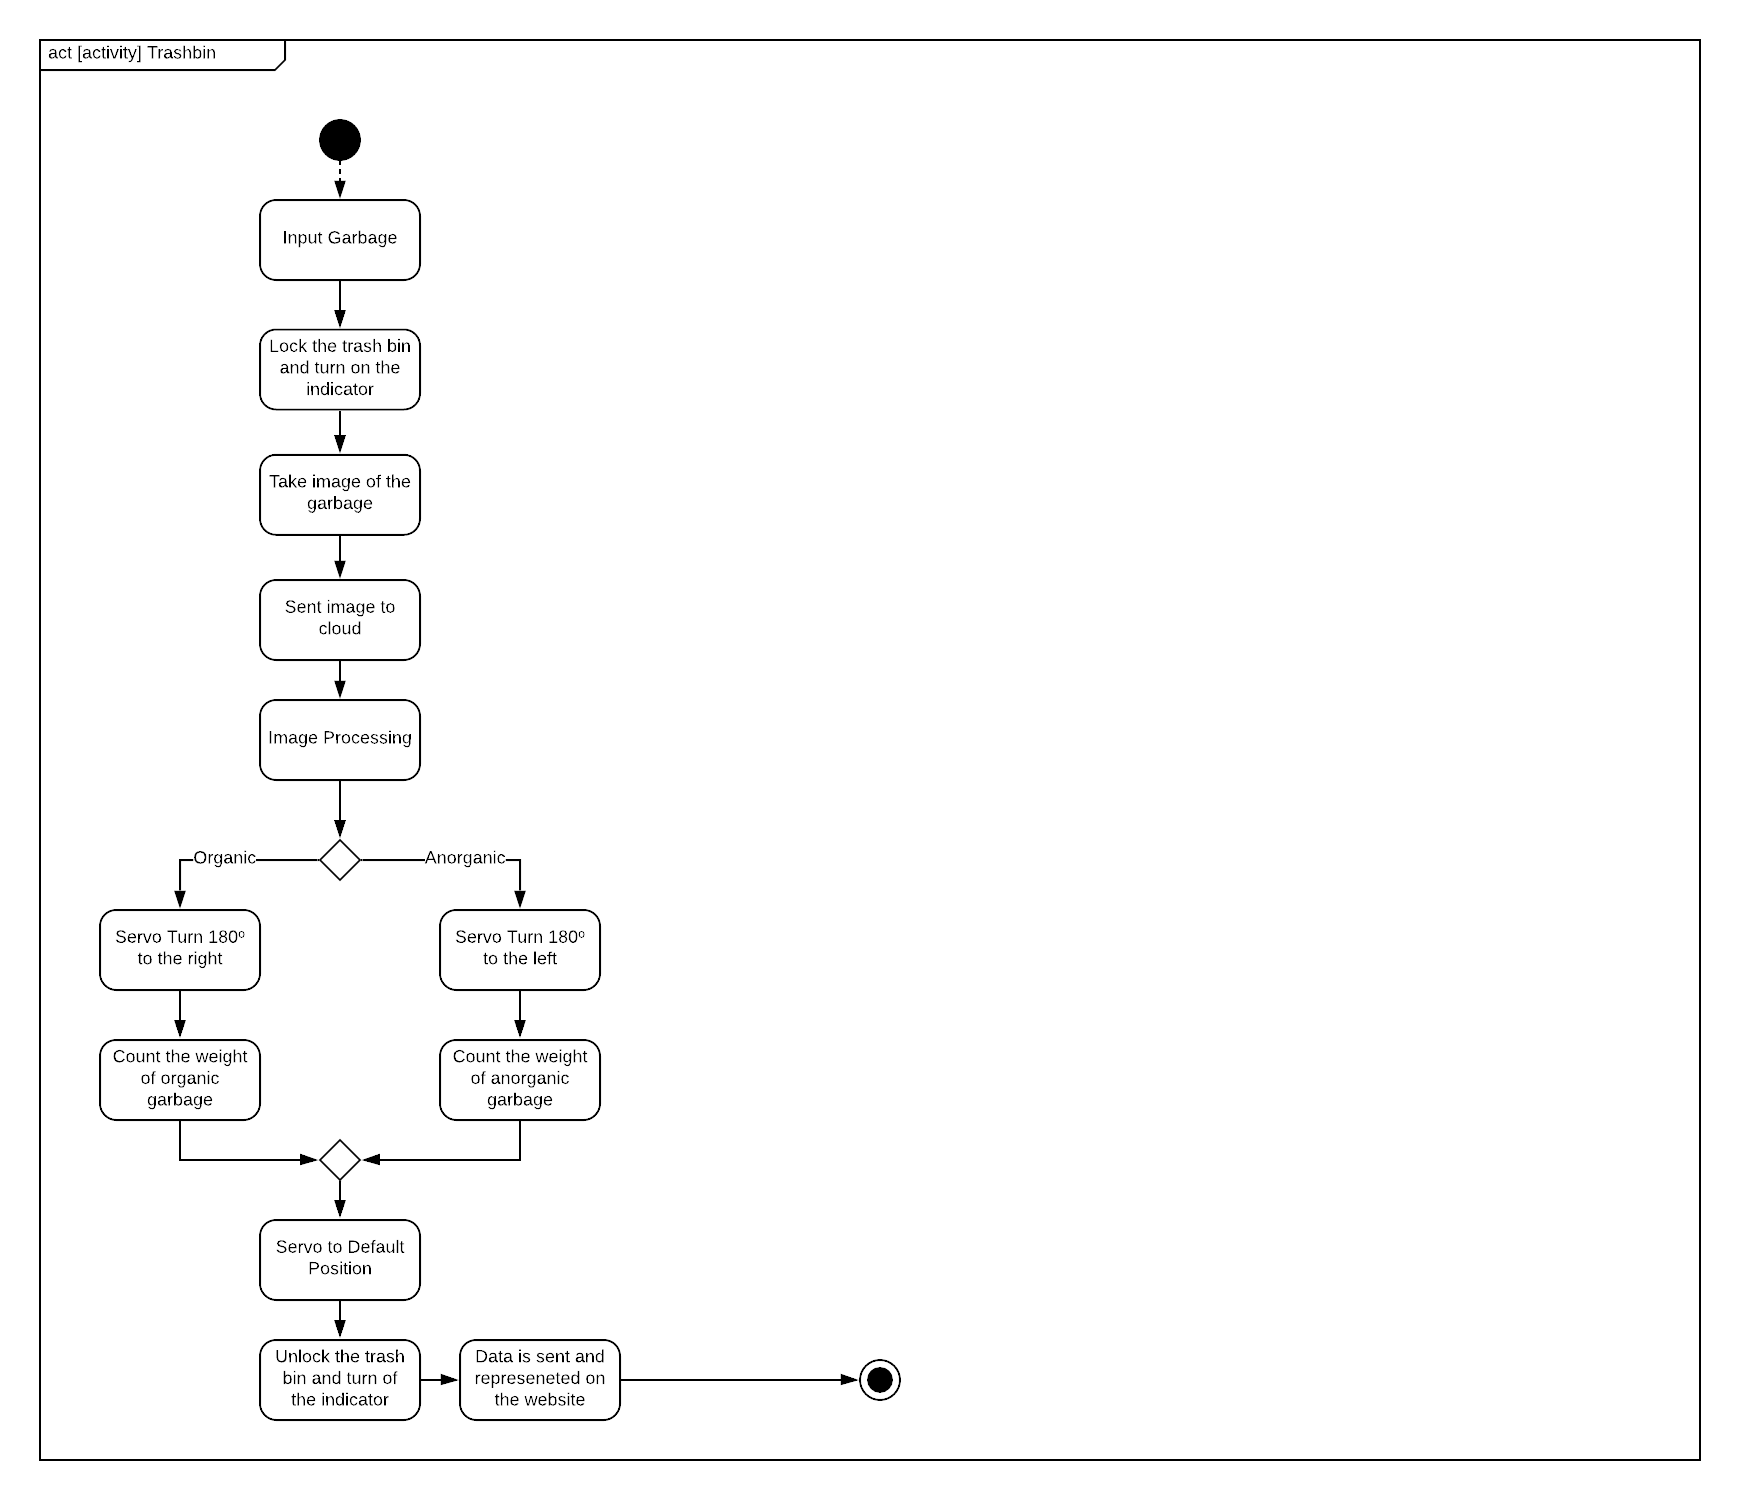 act [activity] Trashbin
Input Garbage
Lock the trash bin
and turn on the
indicator
Take image of the
garbage
Sent image to
cloud
Image Processing
Organic
Anorganic
Servo Turn 180º
to the right
Servo Turn 180º
to the left
Count the weight
of organic
garbage
Count the weight
of anorganic
garbage
Servo to Default
Position
Unlock the trash
bin and turn of
the indicator
Data is sent and
represeneted on
the website